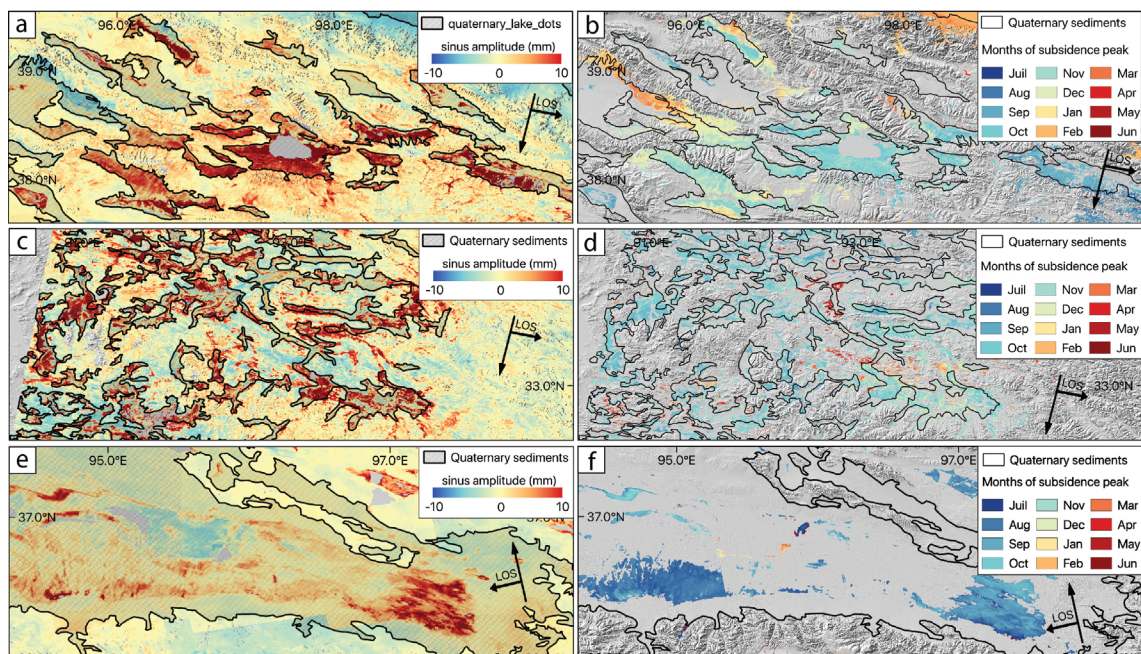 a
96.0°E
98.0°E
39.0°N
38.0°N
quaternary_lake_dots
sinus amplitude (mm)
-10 0 10
LOS
b
96.0°E
98.0°E
39.0°N
38.0°N
Quaternary sediments
Months of subsidence peak
Juil Nov Mar
Aug Dec Apr
Sep Jan May
Oct Feb Jun
LOS
c
93.0°E
33.0°N
Quaternary sediments
sinus amplitude (mm)
-10 0 10
LOS
d
91.0°E
93.0°E
33.0°N
Quaternary sediments
Months of subsidence peak
Juil Nov Mar
Aug Dec Apr
Sep Jan May
Oct Feb Jun
LOS
e
95.0°E
97.0°E
37.0°N
Quaternary sediments
sinus amplitude (mm)
-10 0 10
LOS
f
95.0°E
97.0°E
37.0°N
Quaternary sediments
Months of subsidence peak
Juil Nov Mar
Aug Dec Apr
Sep Jan May
Oct Feb Jun
LOS